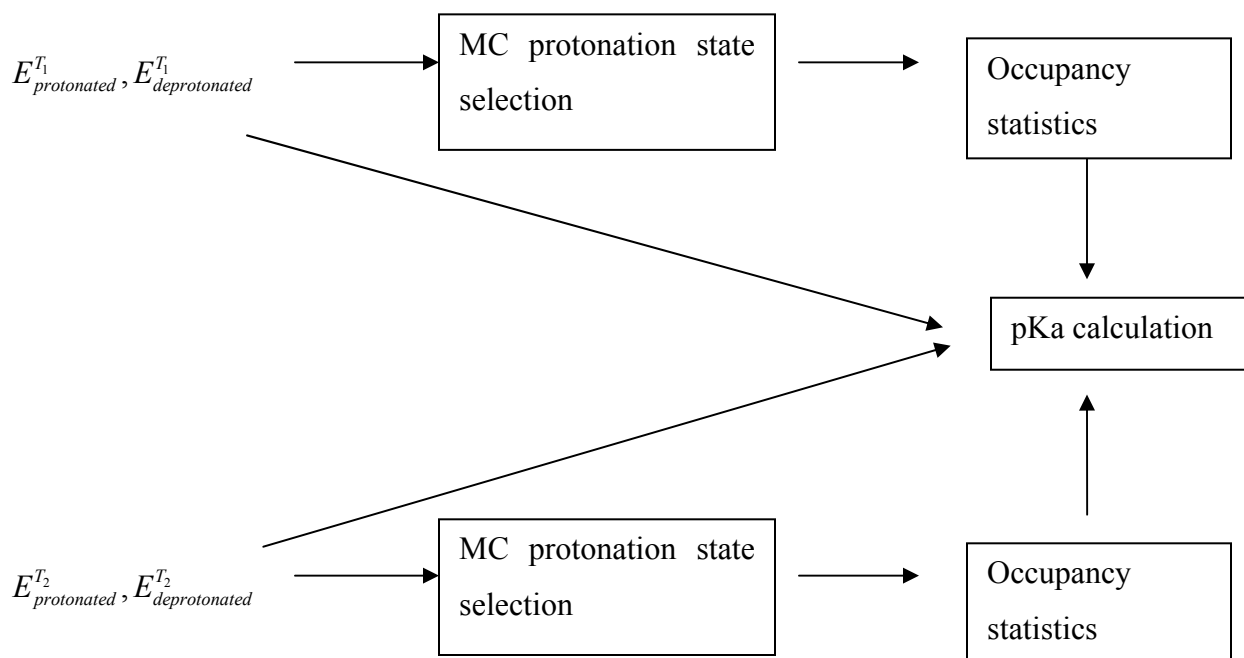 E^{T_1}_{protonated}, E^{T_1}_{deprotonated}
MC protonation state
selection
Occupancy
statistics
pKa calculation
E^{T_2}_{protonated}, E^{T_2}_{deprotonated}
MC protonation state
selection
Occupancy
statistics